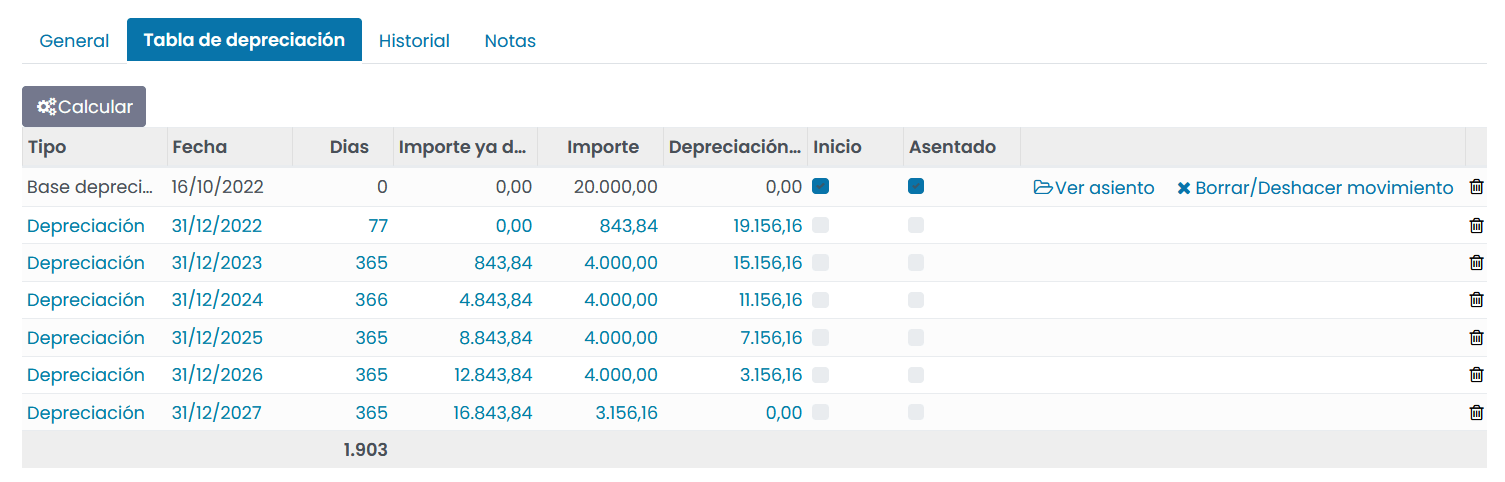 General Tabla de depreciación Historial Notas
Calcular
Tipo Fecha Dias Importe ya d... Importe Depreciación... Inicio Asentado
Base depreci... 16/10/2022 0 0,00 20.000,00 0,00 Ver asiento Borrar/Deshacer movimiento
Depreciación 31/12/2022 77 0,00 843,84 19.156,16
Depreciación 31/12/2023 365 843,84 4.000,00 15.156,16
Depreciación 31/12/2024 366 4.843,84 4.000,00 11.156,16
Depreciación 31/12/2025 365 8.843,84 4.000,00 7.156,16
Depreciación 31/12/2026 365 12.843,84 4.000,00 3.156,16
Depreciación 31/12/2027 365 16.843,84 3.156,16 0,00
1.903